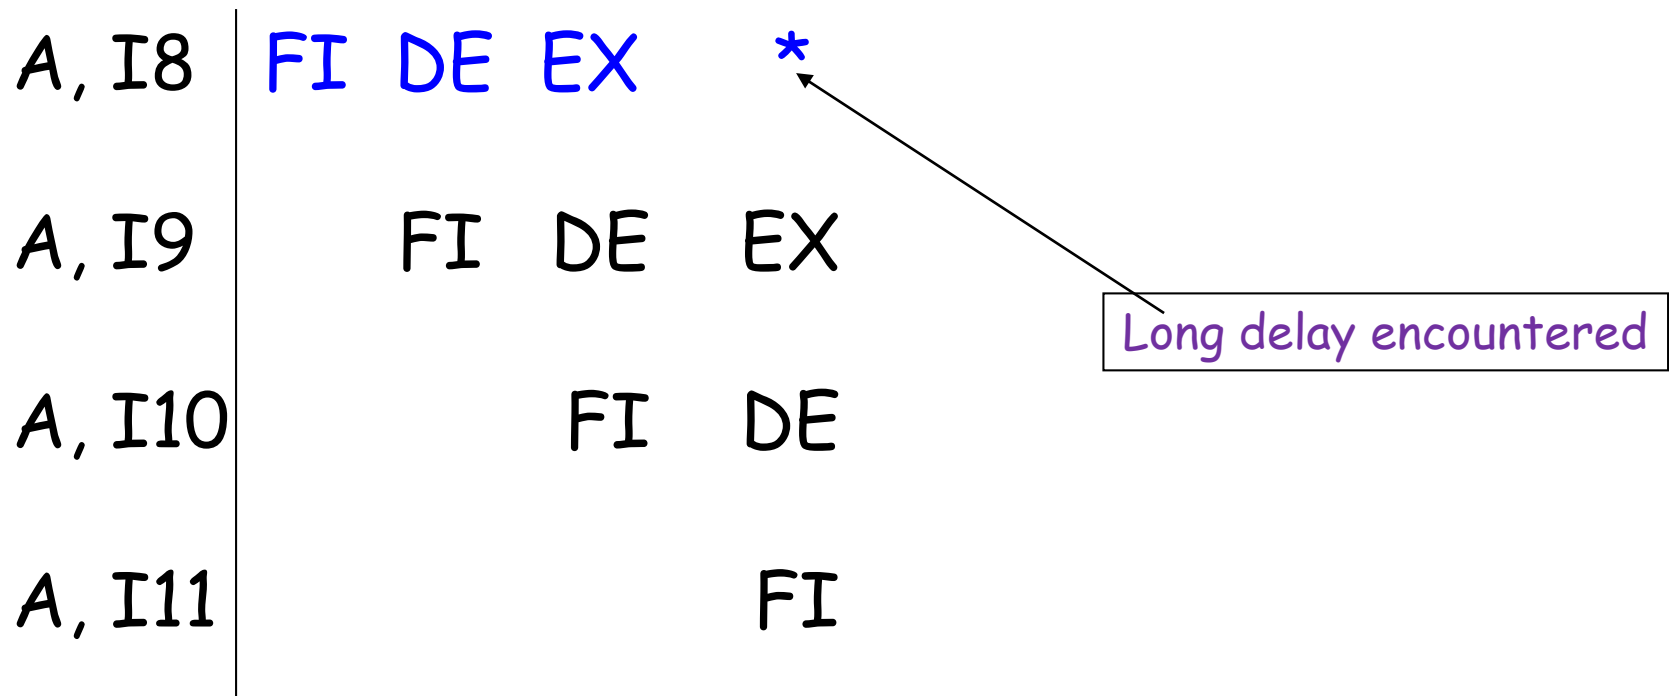 A, I8 FI DE EX *
A, I9 FI DE EX
Long delay encountered
A, I10 FI DE
A, I11 FI